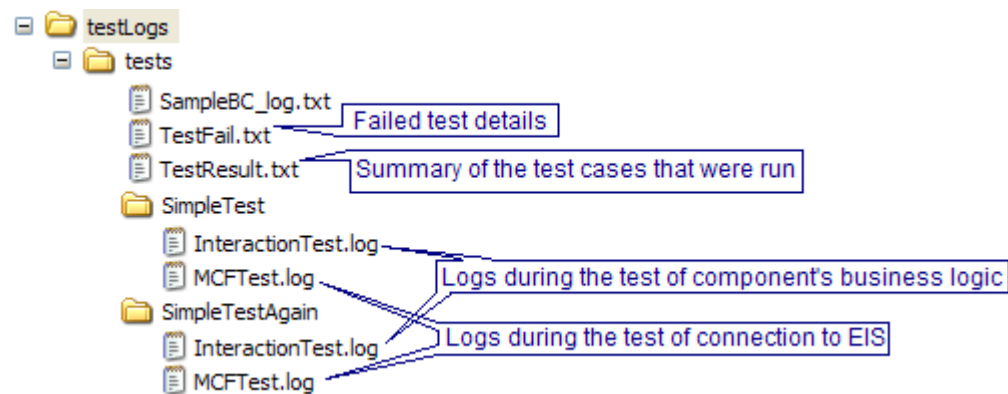 testLogs
tests
SampleBC_log.txt
Failed test details
TestFail.txt
TestResult.txt
Summary of the test cases that were run
SimpleTest
InteractionTest.log
MCFTest.log
Logs during the test of component's business logic
SimpleTestAgain
Logs during the test of connection to EIS
InteractionTest.log
MCFTest.log